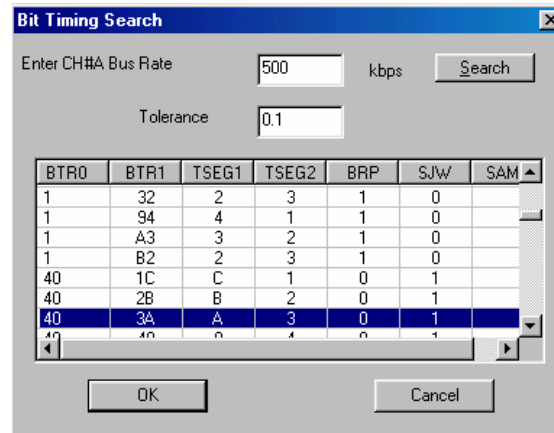 Bit Timing Search
Enter CH#A Bus Rate 500 kbps Search
Tolerance 0.1
BTR0 BTR1 TSEG1 TSEG2 BRP SJW SAM
1 32 2 3 1 0
1 94 4 1 1 0
1 A3 3 2 1 0
1 B2 2 3 1 0
40 1C C 1 0 1
40 2B B 2 0 1
40 3A A 3 0 1
OK Cancel